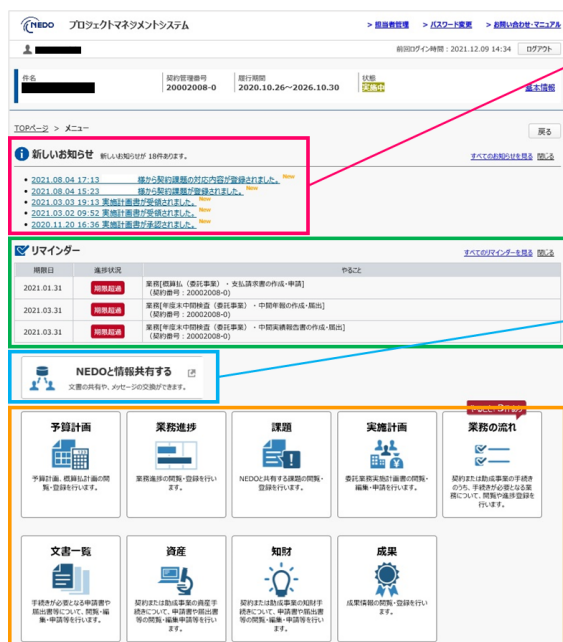 NEDO プロジェクトマネジメントシステム
> 担当者管理 > パスワード変更 > お問い合わせ・マニュアル
前回ログイン時間：2021.12.09 14:34 ログアウト
件名 契約管理番号 履行期間 状態
20002008-0 2020.10.26～2026.10.30 実施中 基本情報
TOPページ > メニュー 戻る
新しいお知らせ 新しいお知らせが 18件あります。 すべてのお知らせを見る 閉じる
2021.08.04 17:13 様から契約課題の対応内容が登録されました。 New
2021.08.04 15:23 様から契約課題が登録されました。 New
2021.03.03 19:13 実施計画書が受領されました。 New
2021.03.02 09:52 実施計画書が受領されました。 New
2020.11.20 16:36 実施計画書が承認されました。 New
リマインダー すべてのリマインダーを見る 閉じる
期限日 進捗状況 やること
2021.01.31 期限超過 業務[概算払（委託事業）・支払請求書の作成・申請]
(契約番号：20002008-0)
2021.03.31 期限超過 業務[年度末中間検査（委託事業）・中間年報の作成・届出]
(契約番号：20002008-0)
2021.03.31 期限超過 業務[年度末中間検査（委託事業）・中間実績報告書の作成・届出]
(契約番号：20002008-0)
NEDOと情報共有する
文書の共有や、メッセージの交換ができます。
予算計画
予算計画、概算払計画の閲
覧・登録を行います。
業務進捗
業務進捗の閲覧・登録を行い
ます。
課題
NEDOと共有する課題の閲覧・
登録を行います。
実施計画
委託業務実施計画書の閲覧・
編集・申請を行います。
業務の流れ
契約または助成事業の手続き
のうち、手続きが必要となる業
務について、閲覧や進捗登録を
行います。
文書一覧
手続きが必要となる申請書や
届出書等について、閲覧・編
集・申請等を行います。
資産
契約または助成事業の資産手
続きについて、申請書や届出書
等の閲覧・編集申請等を行い
ます。
知財
契約または助成事業の知財手
続きについて、申請書や届出書
等の閲覧・編集・申請等を行い
ます。
成果
成果情報の閲覧・登録を行い
ます。